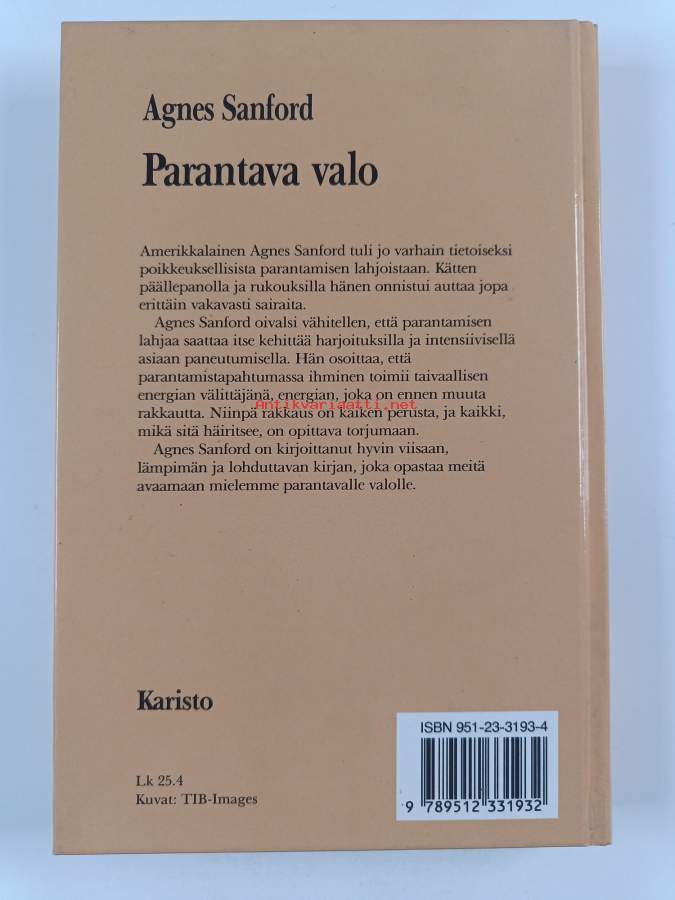 Agnes Sanford
Parantava valo
Amerikkalainen Agnes Sanford tuli jo varhain tietoiseksi
poikkeuksellisista parantamisen lahjoistaan. Kätten
päällepanolla ja rukouksilla hänen onnistui auttaa jopa
erittäin vakavasti sairaita.
Agnes Sanford oivalsi vähitellen, että parantamisen
lahjaa saattaa itse kehittää harjoituksilla ja intensiivisellä
asiaan paneutumisella. Hän osoittaa, että
parantamistapahtumassa ihminen toimii taivaallisen
energian välittäjänä, energian, joka on ennen muuta
Antikvariaatti.net
rakkautta. Niinpä rakkaus on kaiken perusta, ja kaikki,
mikä sitä häiritsee, on opittava torjumaan.
Agnes Sanford on kirjoittanut hyvin viisaan,
lämpimän ja lohduttavan kirjan, joka opastaa meitä
avaamaan mielemme parantavalle valolle.
Karisto
ISBN 951-23-3193-4
Lk 25.4
Kuvat: TIB-Images
9 789512 331932